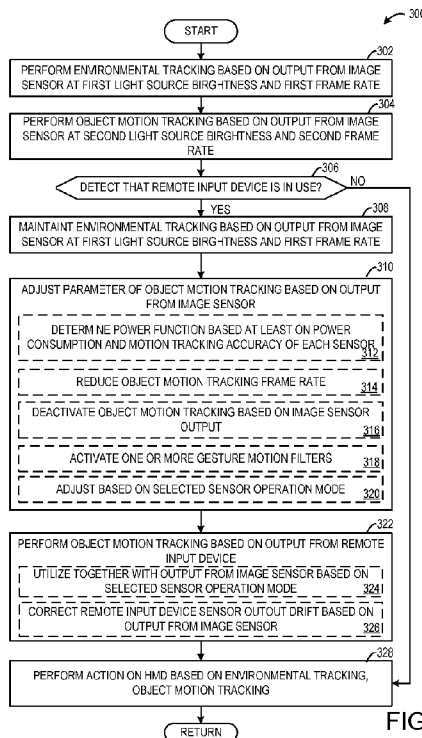 300
START
302
PERFORM ENVIRONMENTAL TRACKING BASED ON OUTPUT FROM IMAGE
SENSOR AT FIRST LIGHT SOURCE BIRGHTNESS AND FIRST FRAME RATE
304
PERFORM OBJECT MOTION TRACKING BASED ON OUTPUT FROM IMAGE
SENSOR AT SECOND LIGHT SOURCE BIRGHTNESS AND SECOND FRAME
RATE
306
DETECT THAT REMOTE INPUT DEVICE IS IN USE?
NO
YES
308
MAINTAINT ENVIRONMENTAL TRACKING BASED ON OUTPUT FROM IMAGE
SENSOR AT FIRST LIGHT SOURCE BIRGHTNESS AND FIRST FRAME RATE
310
ADJUST PARAMETER OF OBJECT MOTION TRACKING BASED ON OUTPUT
FROM IMAGE SENSOR
DETERMINE POWER FUNCTION BASED AT LEAST ON POWER
CONSUMPTION AND MOTION TRACKING ACCURACY OF EACH SENSOR
312
REDUCE OBJECT MOTION TRACKING FRAME RATE
314
DEACTIVATE OBJECT MOTION TRACKING BASED ON IMAGE SENSOR
OUTPUT
316
ACTIVATE ONE OR MORE GESTURE MOTION FILTERS
318
ADJUST BASED ON SELECTED SENSOR OPERATION MODE
320
322
PERFORM OBJECT MOTION TRACKING BASED ON OUTPUT FROM REMOTE
INPUT DEVICE
UTILIZE TOGETHER WITH OUTPUT FROM IMAGE SENSOR BASED ON
SELECTED SENSOR OPERATION MODE
324
CORRECT REMOTE INPUT DEVICE SENSOR OUTOUT DRIFT BASED ON
OUTPUT FROM IMAGE SENSOR
326
328
PERFORM ACTION ON HMD BASED ON ENVIRONMENTAL TRACKING,
OBJECT MOTION TRACKING
RETURN
FIG